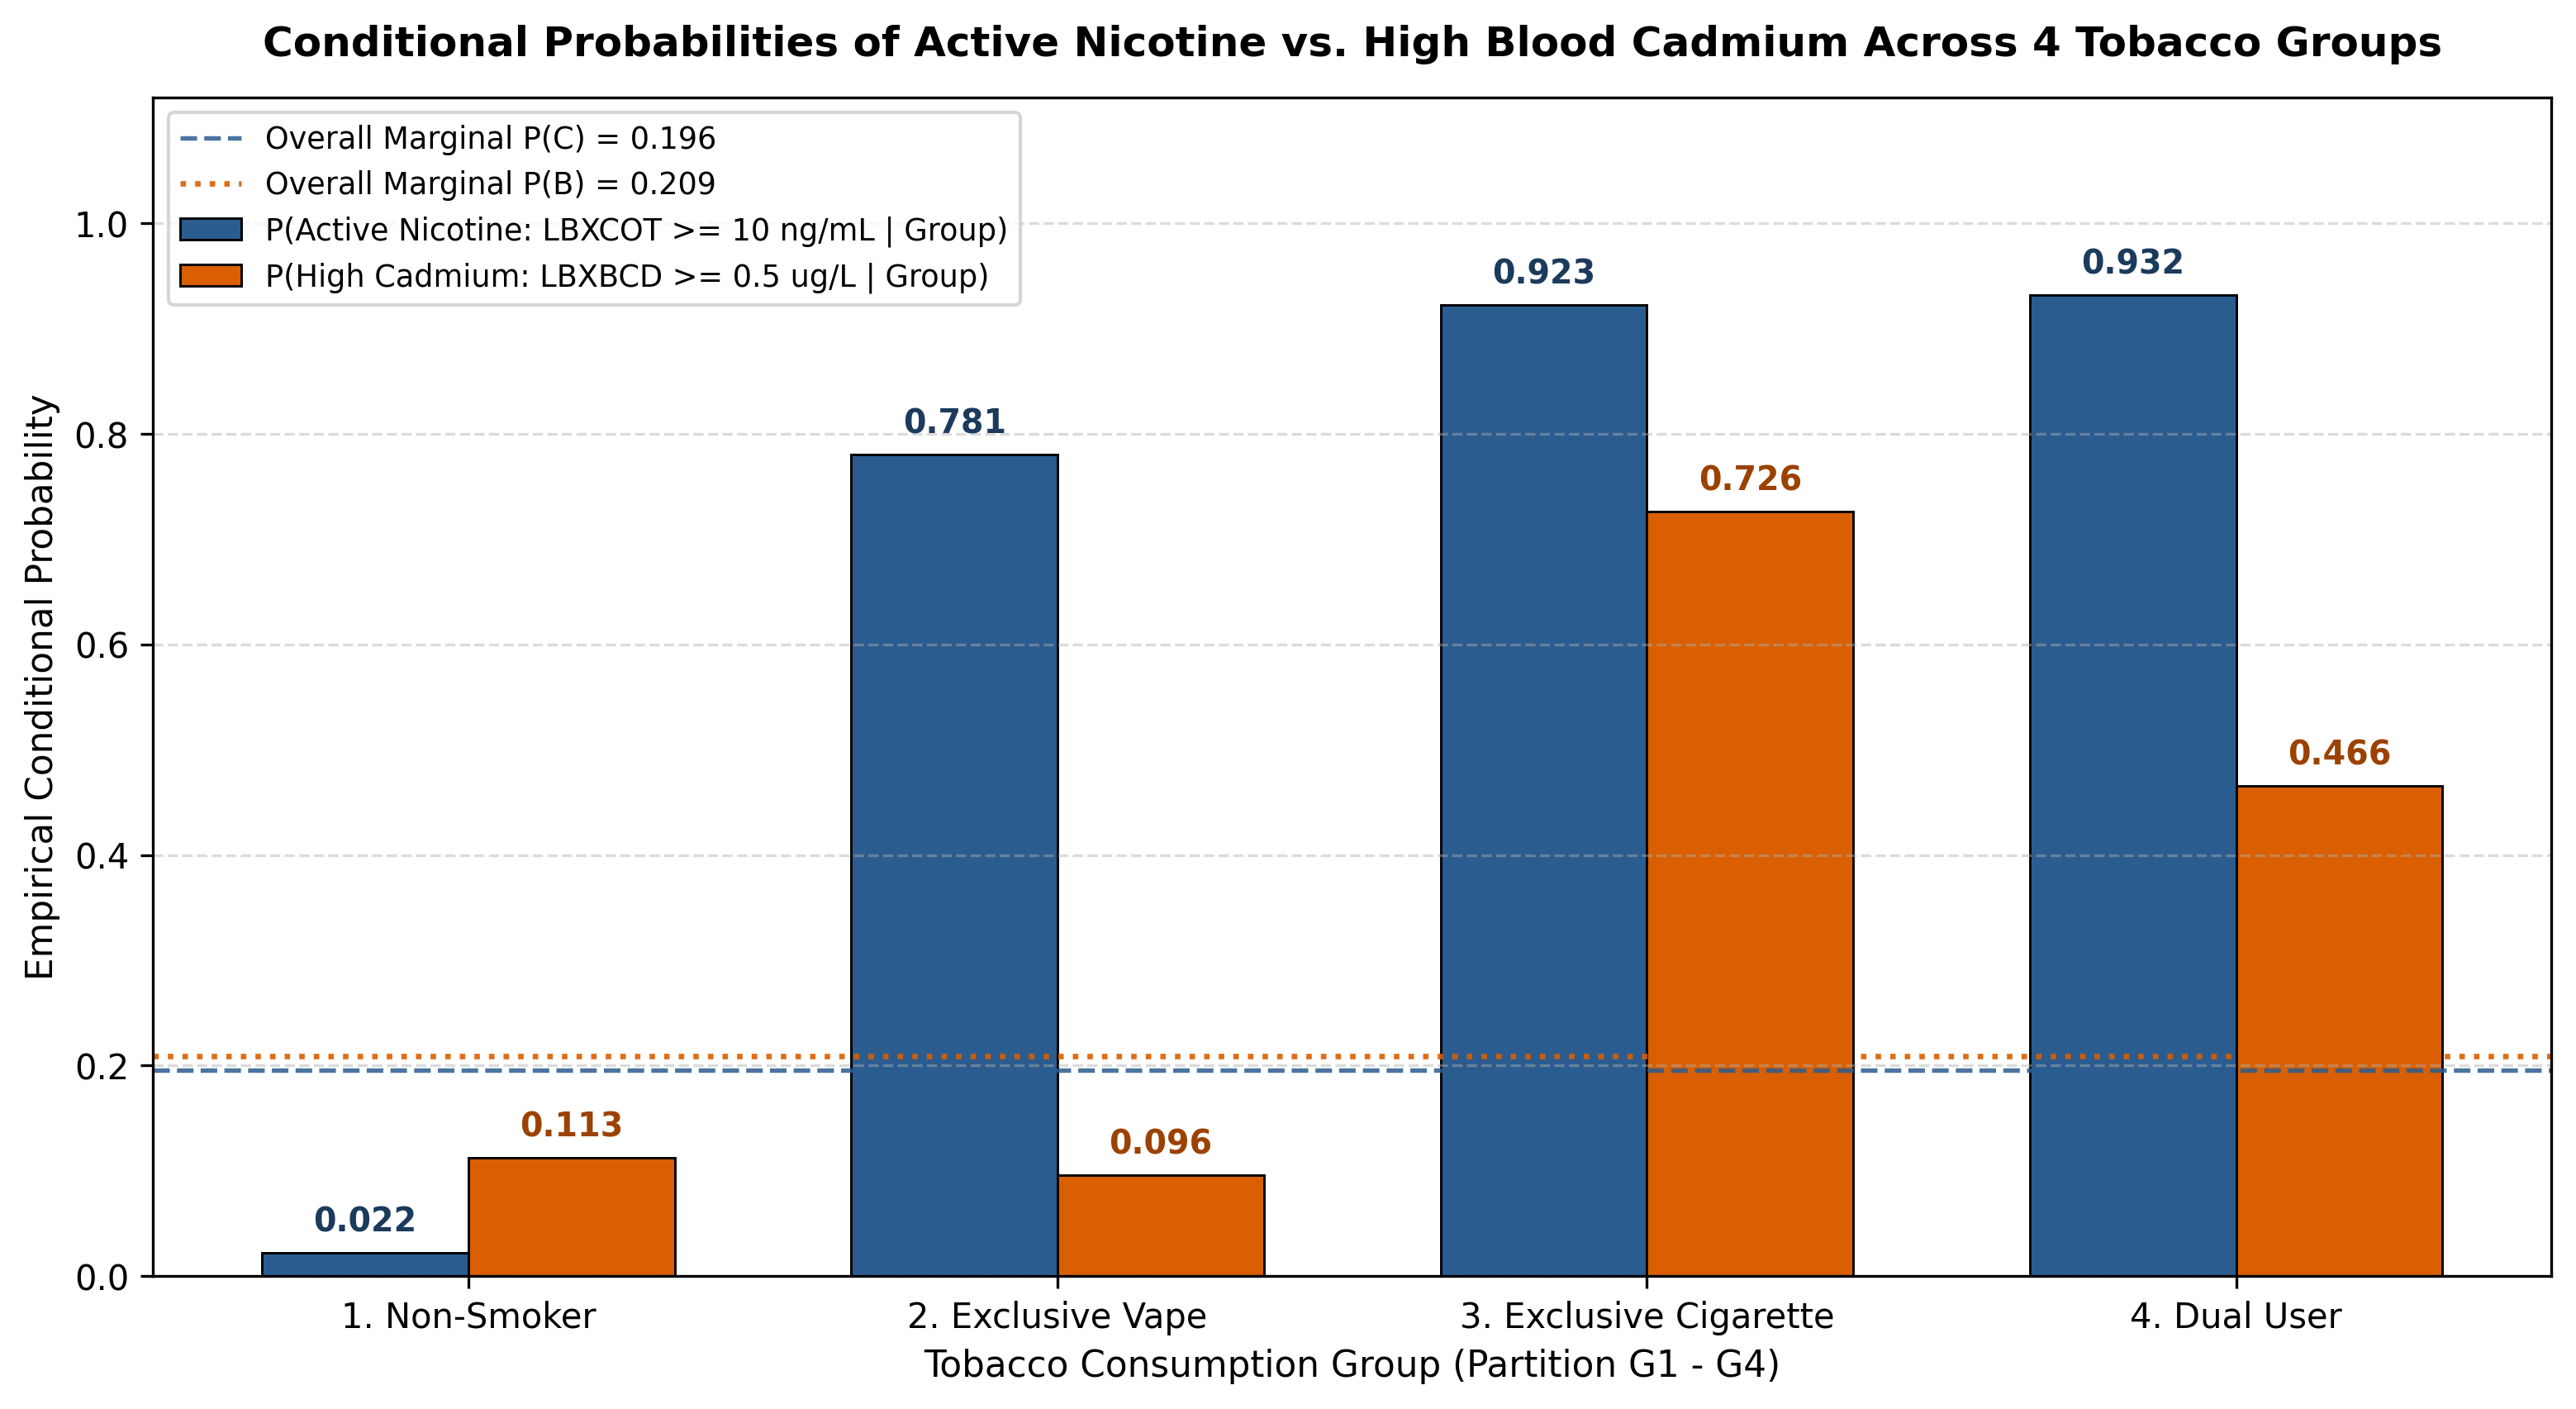 Conditional Probabilities of Active Nicotine vs. High Blood Cadmium Across 4 Tobacco Groups
Overall Marginal P(C) = 0.196
Overall Marginal P(B) = 0.209
P(Active Nicotine: LBXCOT >= 10 ng/mL | Group)
P(High Cadmium: LBXBCD >= 0.5 ug/L | Group)
Empirical Conditional Probability
1.0
0.8
0.6
0.4
0.2
0.0
0.022
0.113
0.781
0.096
0.923
0.726
0.932
0.466
1. Non-Smoker
2. Exclusive Vape
3. Exclusive Cigarette
4. Dual User
Tobacco Consumption Group (Partition G1 - G4)